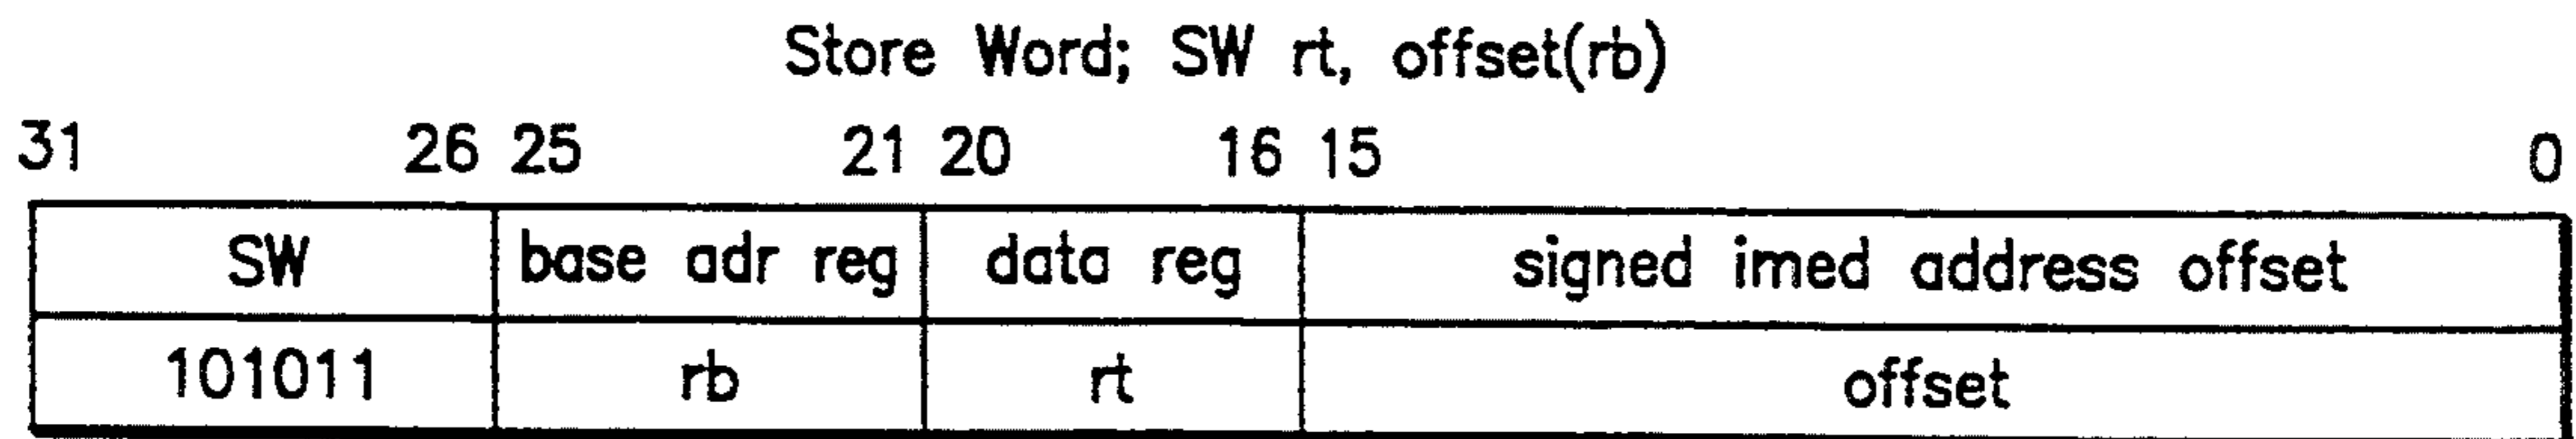 Store Word; SW rt, offset(rb)
31 26 25 21 20 16 15 0
SW base adr reg data reg signed imed address offset
101011 rb rt offset